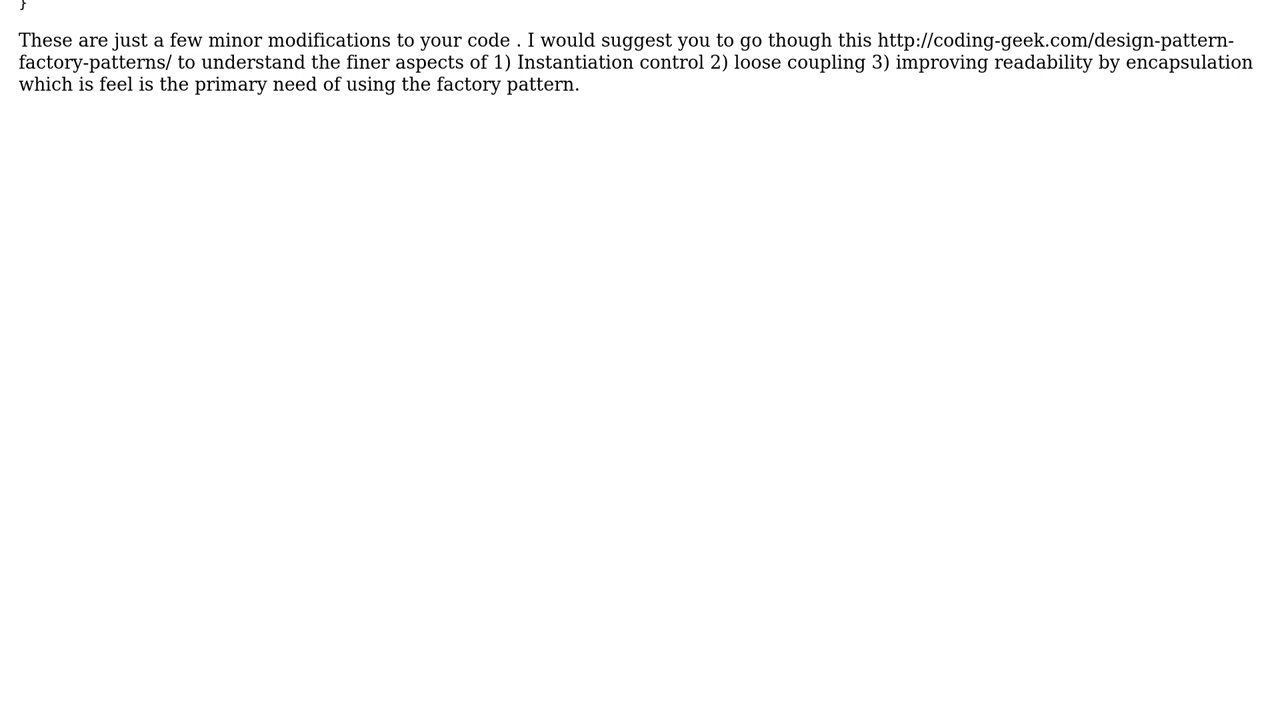 }
These are just a few minor modifications to your code . I would suggest you to go though this http://coding-geek.com/design-pattern-
factory-patterns/ to understand the finer aspects of 1) Instantiation control 2) loose coupling 3) improving readability by encapsulation
which is feel is the primary need of using the factory pattern.